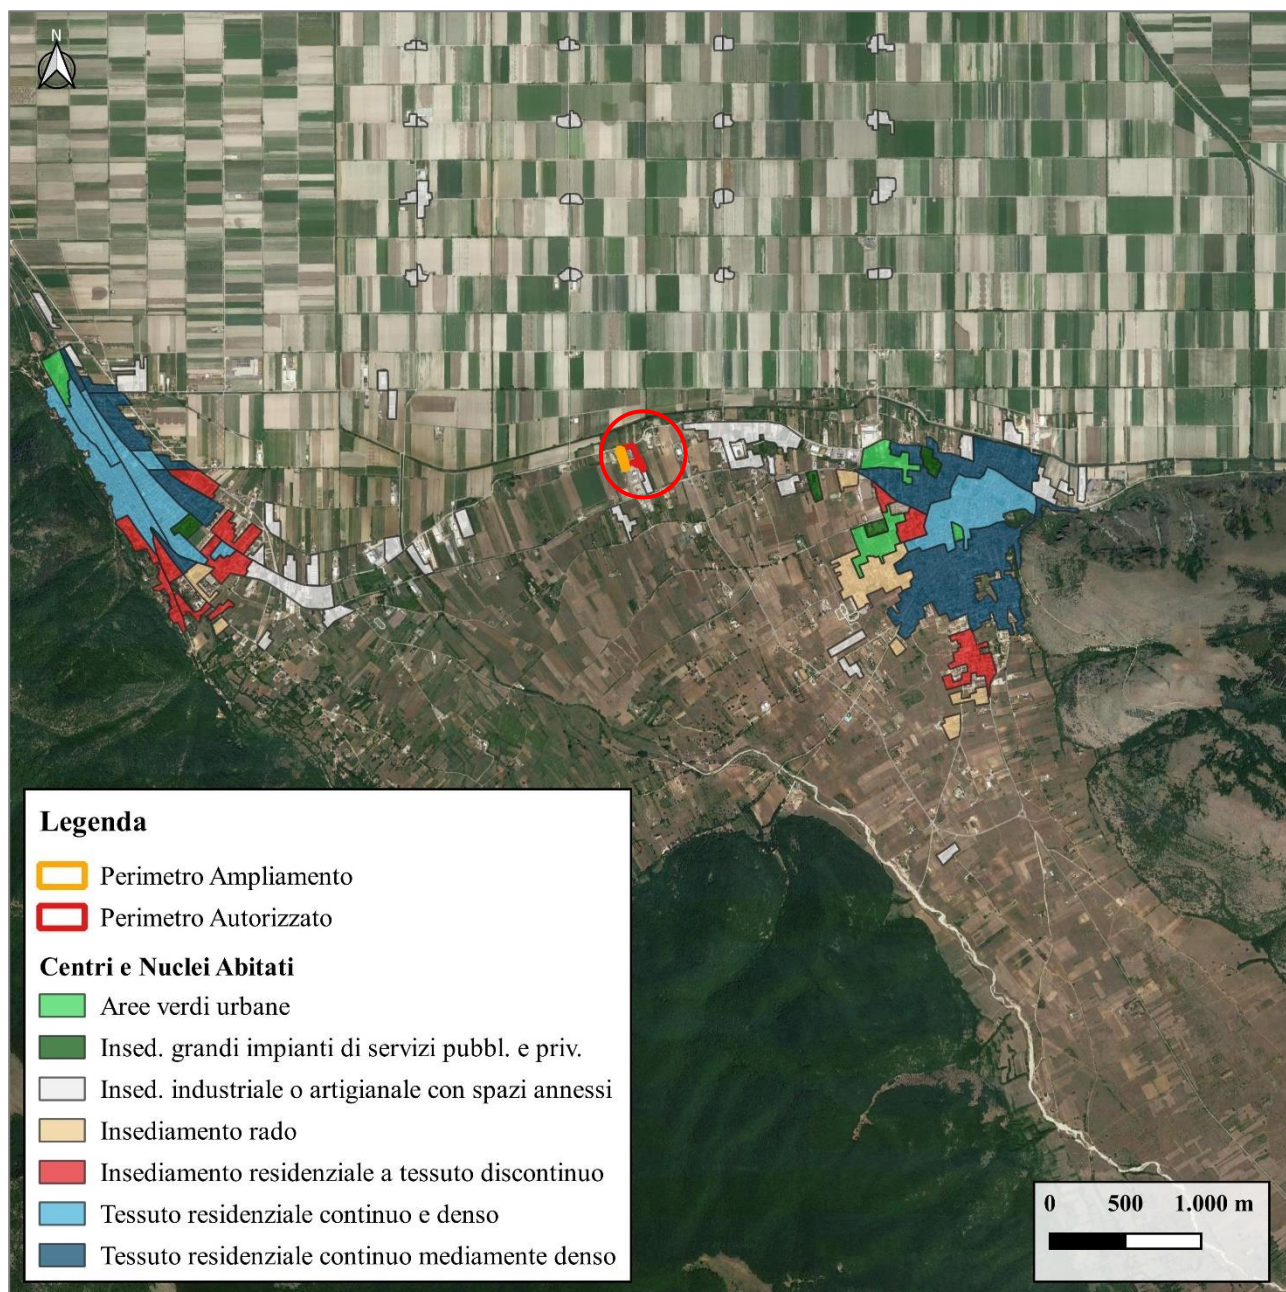 N
Legenda
Perimetro Ampliamento
Perimetro Autorizzato
Centri e Nuclei Abitati
Aree verdi urbane
Insed. grandi impianti di servizi pubbl. e priv.
Insed. industriale o artigianale con spazi annessi
Insediamento rado
Insediamento residenziale a tessuto discontinuo
Tessuto residenziale continuo e denso
Tessuto residenziale continuo mediamente denso
0 500 1.000 m